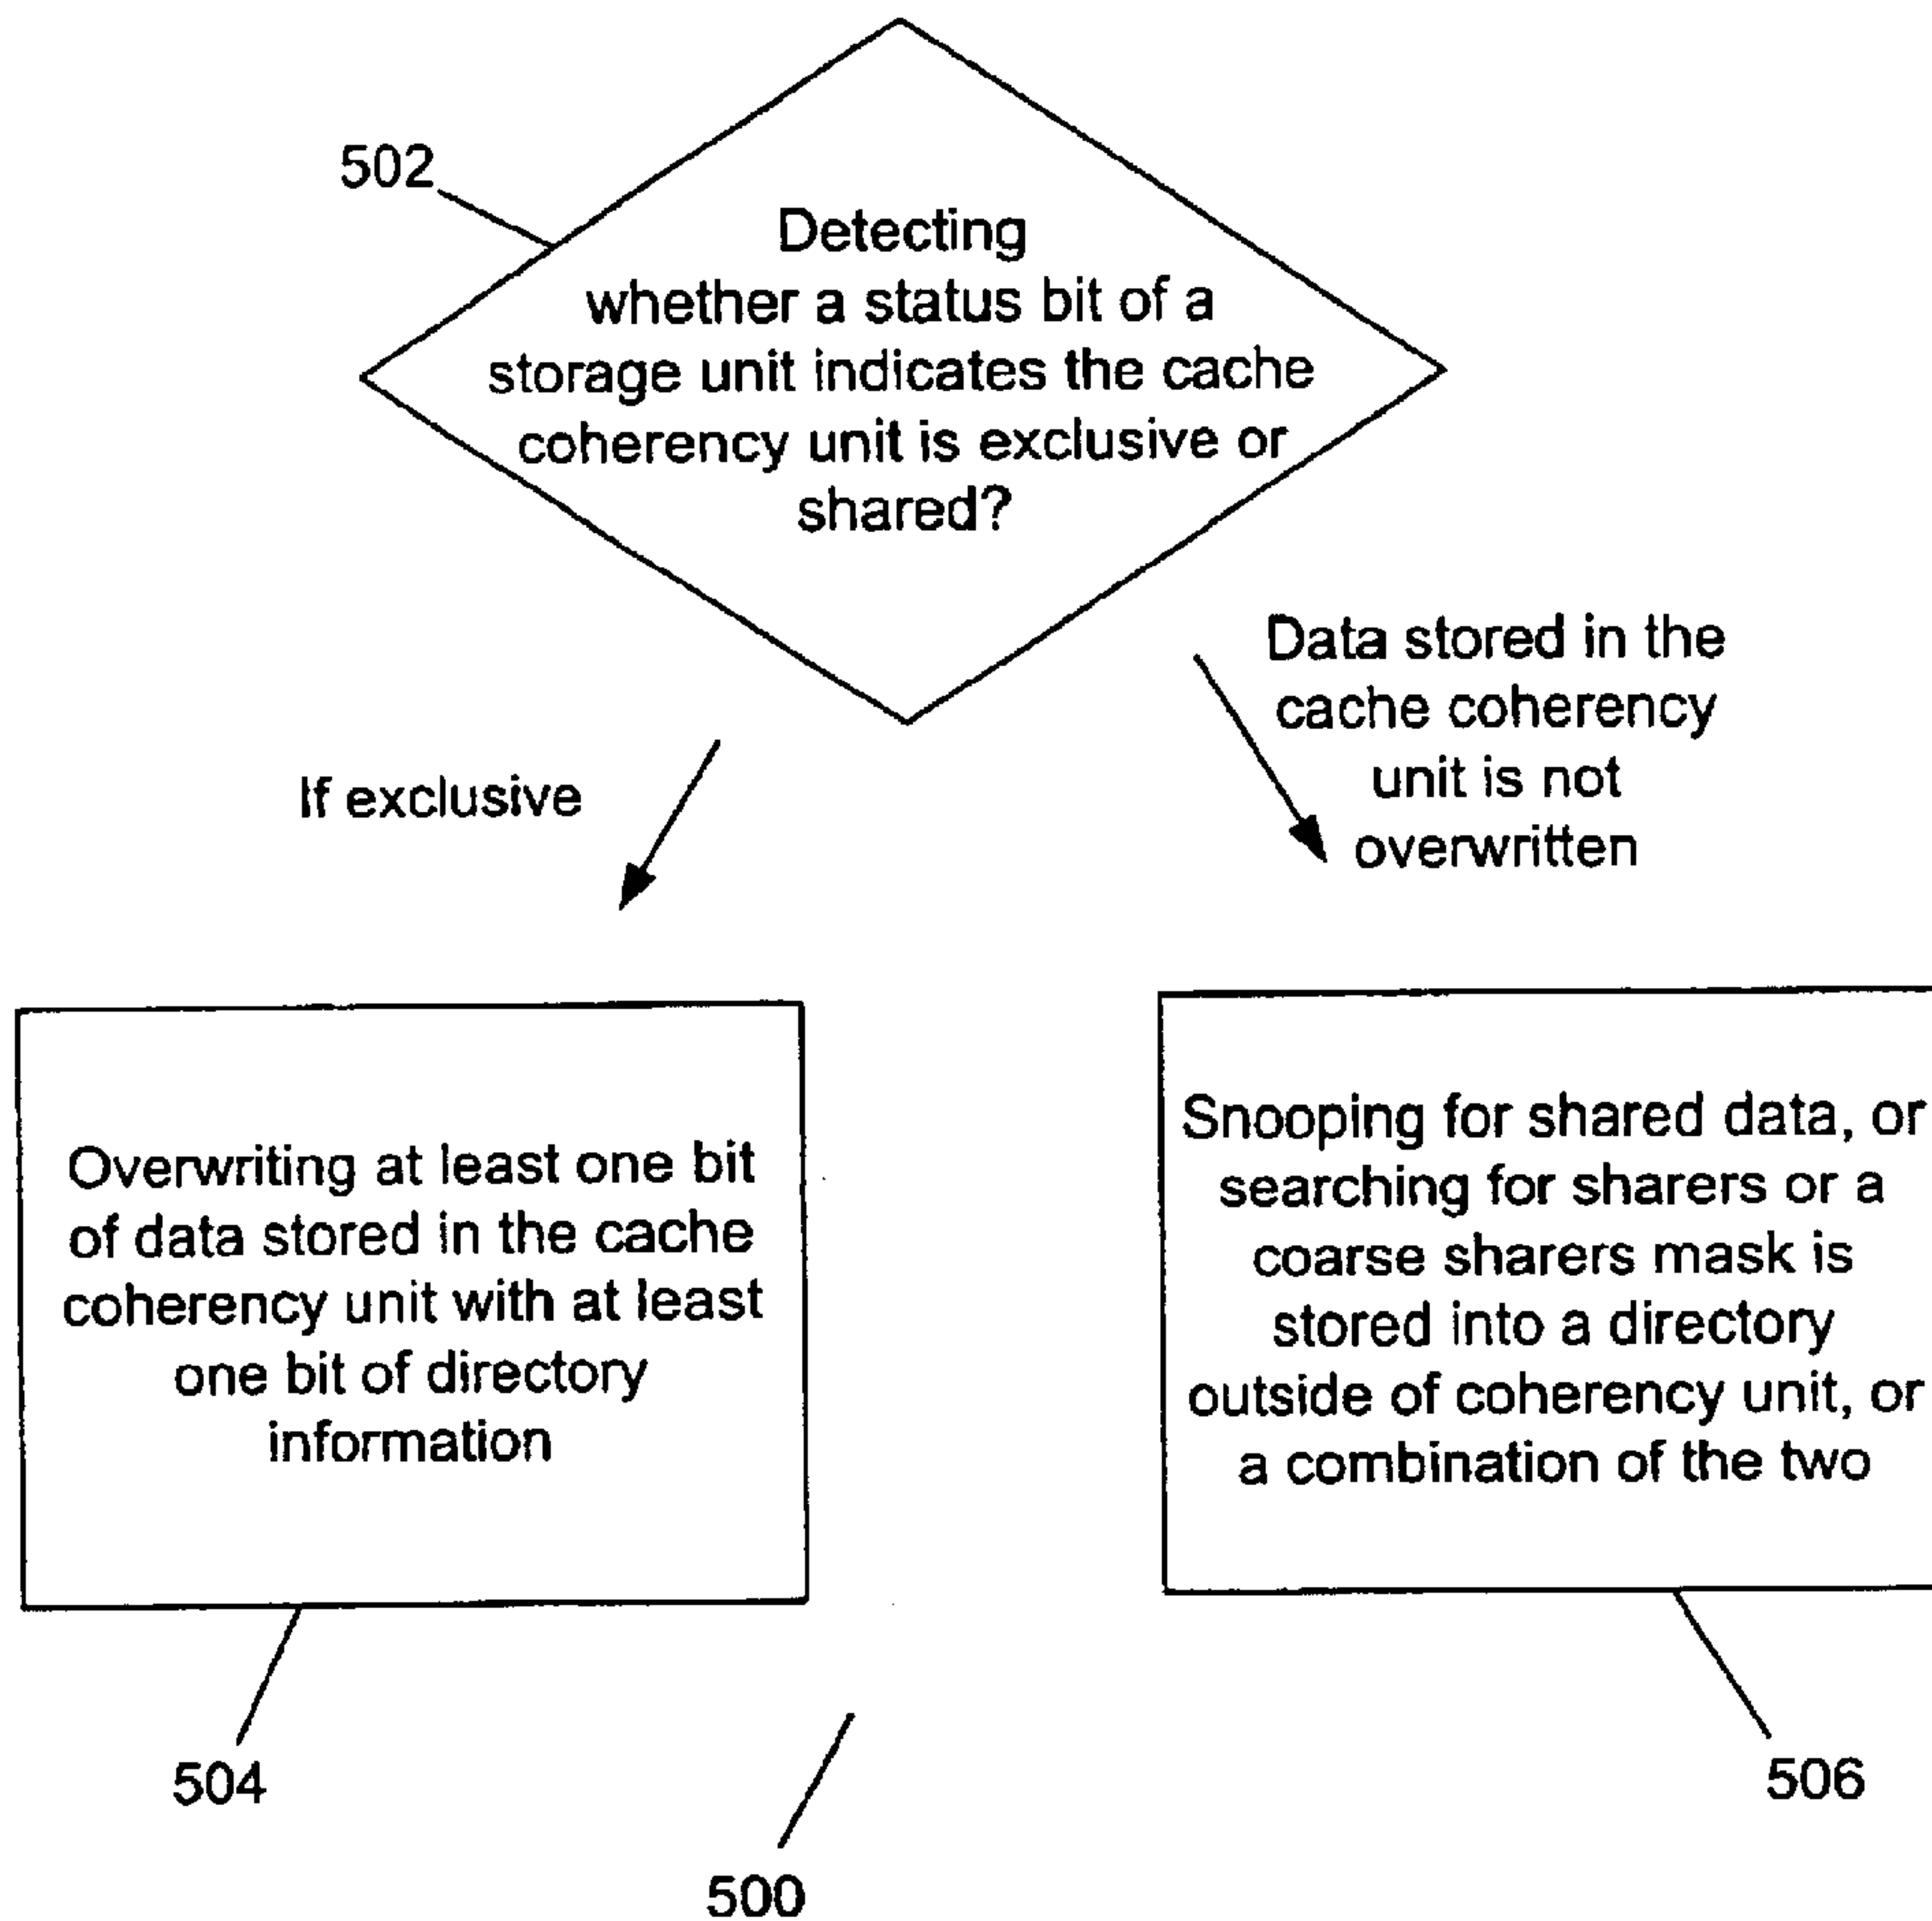 502
Detecting
whether a status bit of a
storage unit indicates the cache
coherency unit is exclusive or
shared?
If exclusive
Data stored in the
cache coherency
unit is not
overwritten
Overwriting at least one bit
of data stored in the cache
coherency unit with at least
one bit of directory
information
Snooping for shared data, or
searching for sharers or a
coarse sharers mask is
stored into a directory
outside of coherency unit, or
a combination of the two
504
506
500